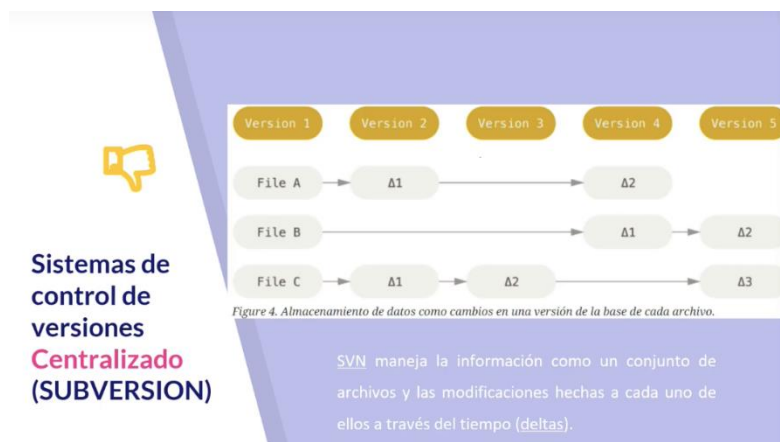 Version 1 Version 2 Version 3 Version 4 Version 5
File A Δ1 Δ2
File B Δ1 Δ2
File C Δ1 Δ2 Δ3
Figure 4. Almacenamiento de datos como cambios en una versión de la base de cada archivo.
Sistemas de
control de
versiones
Centralizado
(SUBVERSION)
SVN maneja la información como un conjunto de
archivos y las modificaciones hechas a cada uno de
ellos a través del tiempo (deltas).